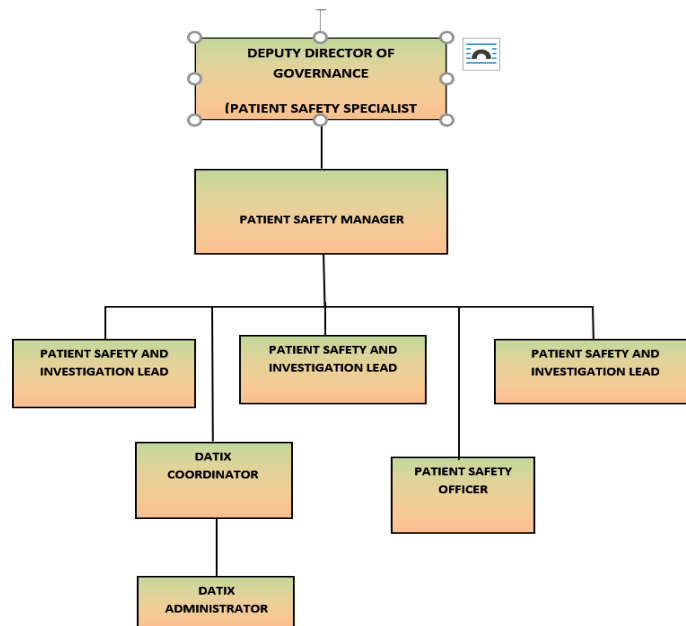 DEPUTY DIRECTOR OF
GOVERNANCE
(PATIENT SAFETY SPECIALIST
PATIENT SAFETY MANAGER
PATIENT SAFETY AND
INVESTIGATION LEAD
PATIENT SAFETY AND
INVESTIGATION LEAD
PATIENT SAFETY AND
INVESTIGATION LEAD
DATIX
COORDINATOR
PATIENT SAFETY
OFFICER
DATIX
ADMINISTRATOR